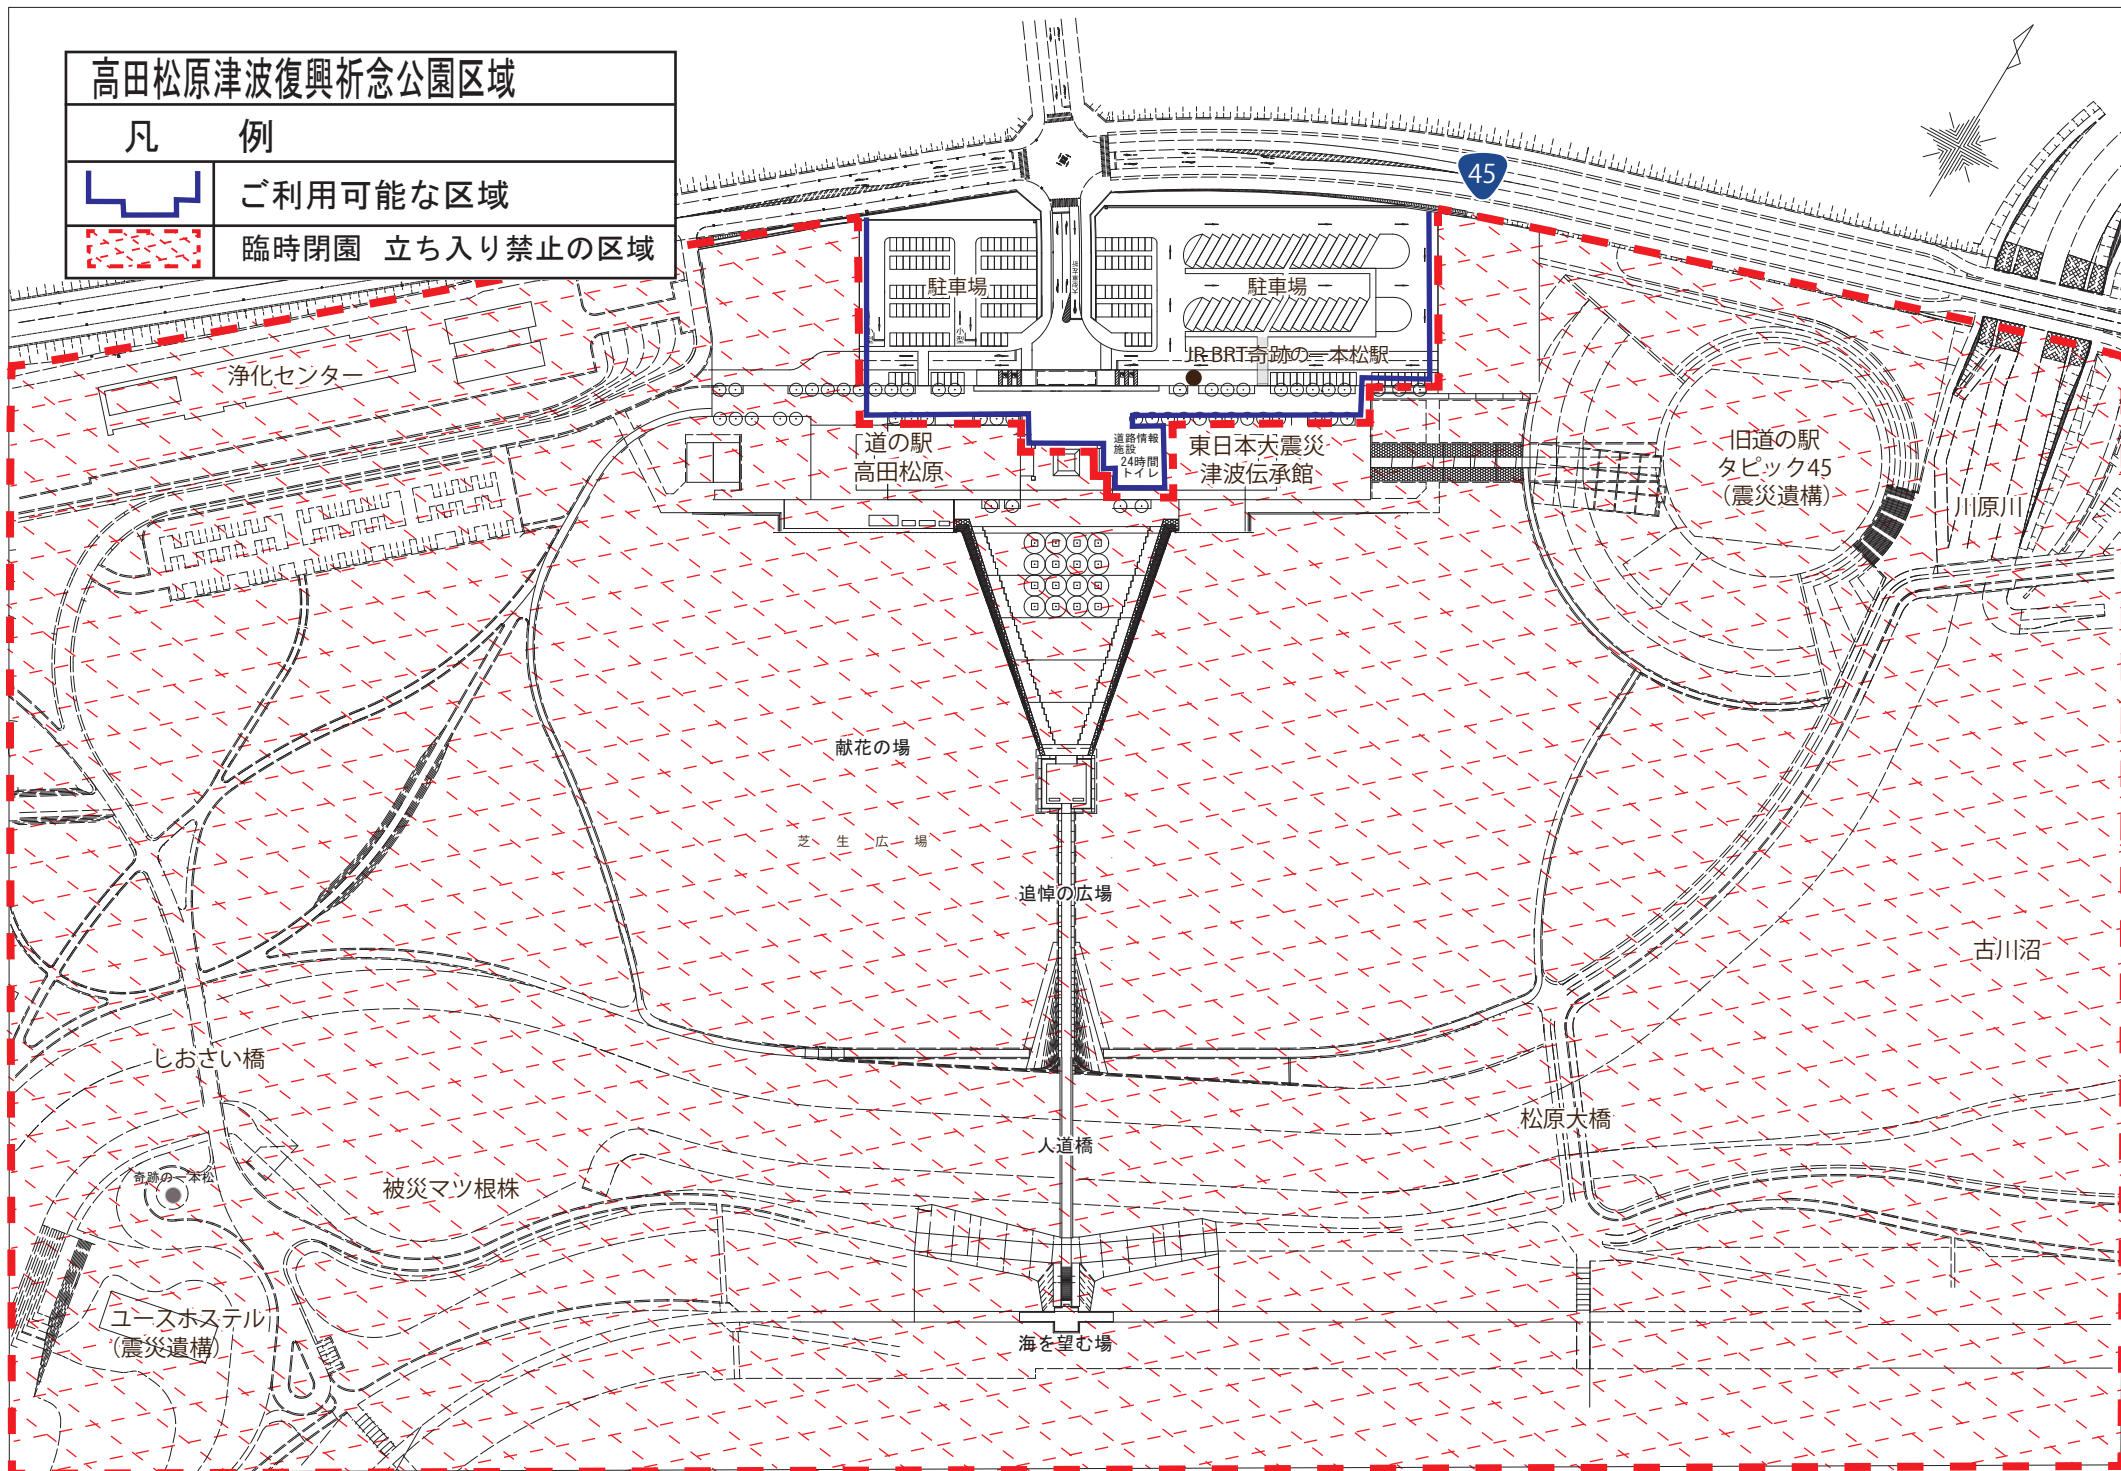 高田松原津波復興祈念公園区域
凡　例
ご利用可能な区域
臨時閉園 立ち入り禁止の区域
45
駐車場
駐車場
小型
JR BRT奇跡の一本松駅
浄化センター
道の駅
高田松原
道路情報
施設
24時間
トイレ
東日本大震災
津波伝承館
旧道の駅
タピック45
（震災遺構）
川原川
献花の場
芝生広場
追悼の広場
古川沼
しおさい橋
松原大橋
人道橋
奇跡の一本松
被災マツ根株
ユースホステル
（震災遺構）
海を望む場